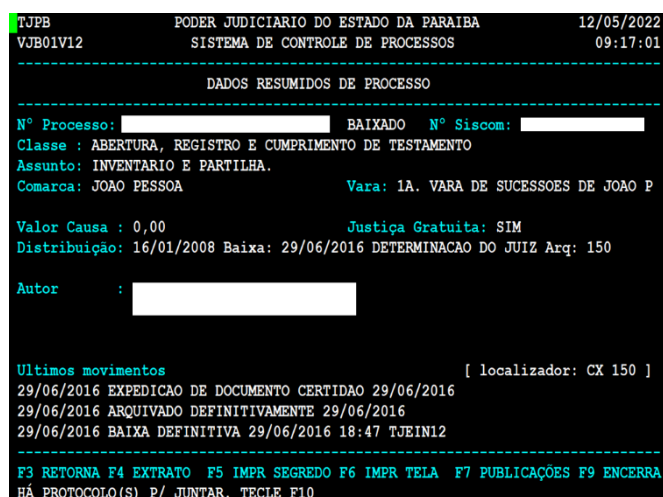 TJPB PODER JUDICIARIO DO ESTADO DA PARAIBA 12/05/2022
VJB01V12 SISTEMA DE CONTROLE DE PROCESSOS 09:17:01
DADOS RESUMIDOS DE PROCESSO
Nº Processo: BAIXADO Nº Siscom:
Classe : ABERTURA, REGISTRO E CUMPRIMENTO DE TESTAMENTO
Assunto: INVENTARIO E PARTILHA.
Comarca: JOAO PESSOA Vara: 1A. VARA DE SUCESSOES DE JOAO P
Valor Causa : 0,00 Justiça Gratuita: SIM
Distribuição: 16/01/2008 Baixa: 29/06/2016 DETERMINACAO DO JUIZ Arq: 150
Autor :
Ultimos movimentos [ localizador: CX 150 ]
29/06/2016 EXPEDICAO DE DOCUMENTO CERTIDAO 29/06/2016
29/06/2016 ARQUIVADO DEFINITIVAMENTE 29/06/2016
29/06/2016 BAIXA DEFINITIVA 29/06/2016 18:47 TJEIN12
F3 RETORNA F4 EXTRATO F5 IMPR SEGREDO F6 IMPR TELA F7 PUBLICAÇÕES F9 ENCERRA
HÁ PROTOCOLO(S) P/ JUNTAR. TECLE F10